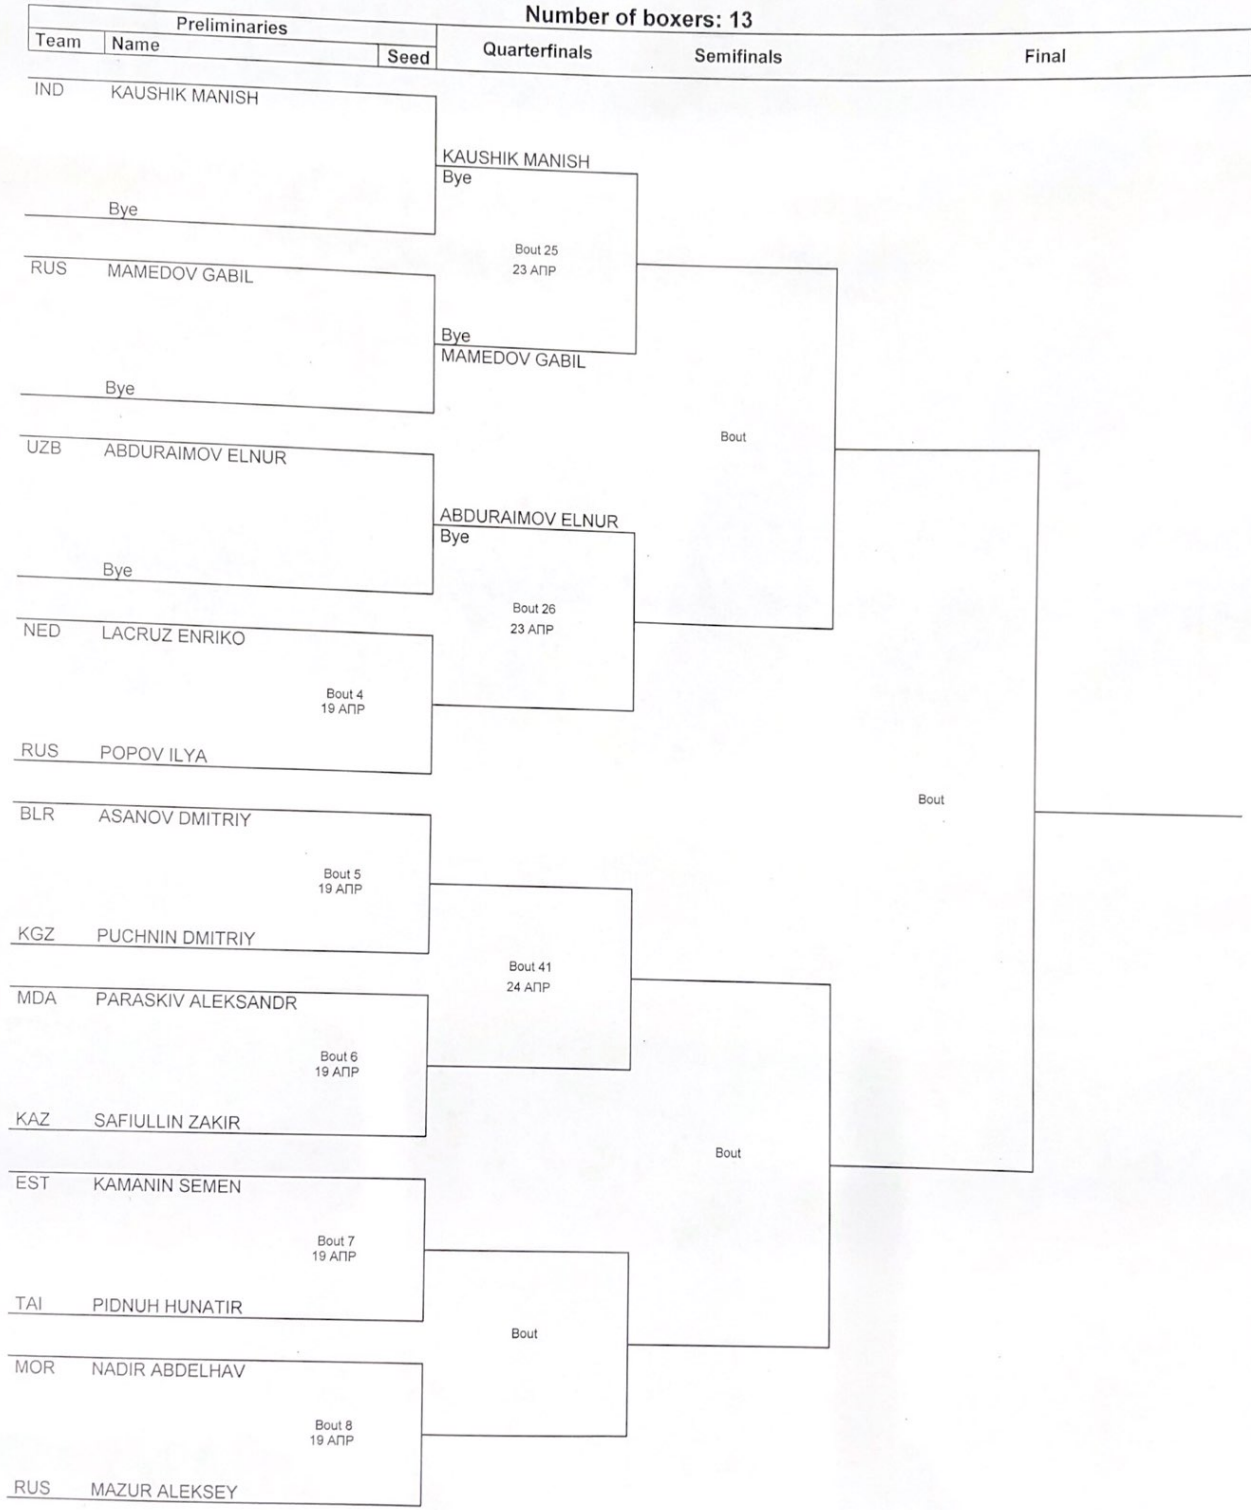 Number of boxers: 13
Preliminaries
Team Name Seed Quarterfinals Semifinals Final
IND KAUSHIK MANISH
KAUSHIK MANISH
Bye
Bye
Bout 25
23 АПР
RUS MAMEDOV GABIL
Bye
MAMEDOV GABIL
Bye
Bout
UZB ABDURAIMOV ELNUR
ABDURAIMOV ELNUR
Bye
Bye
Bout 26
23 АПР
NED LACRUZ ENRIKO
Bout 4
19 АПР
RUS POPOV ILYA
Bout
BLR ASANOV DMITRIY
Bout 5
19 АПР
KGZ PUCHNIN DMITRIY
Bout 41
24 АПР
MDA PARASKIV ALEKSANDR
Bout 6
19 АПР
KAZ SAFIULLIN ZAKIR
Bout
EST KAMANIN SEMEN
Bout 7
19 АПР
TAI PIDNUH HUNATIR
Bout
MOR NADIR ABDELHAV
Bout 8
19 АПР
RUS MAZUR ALEKSEY